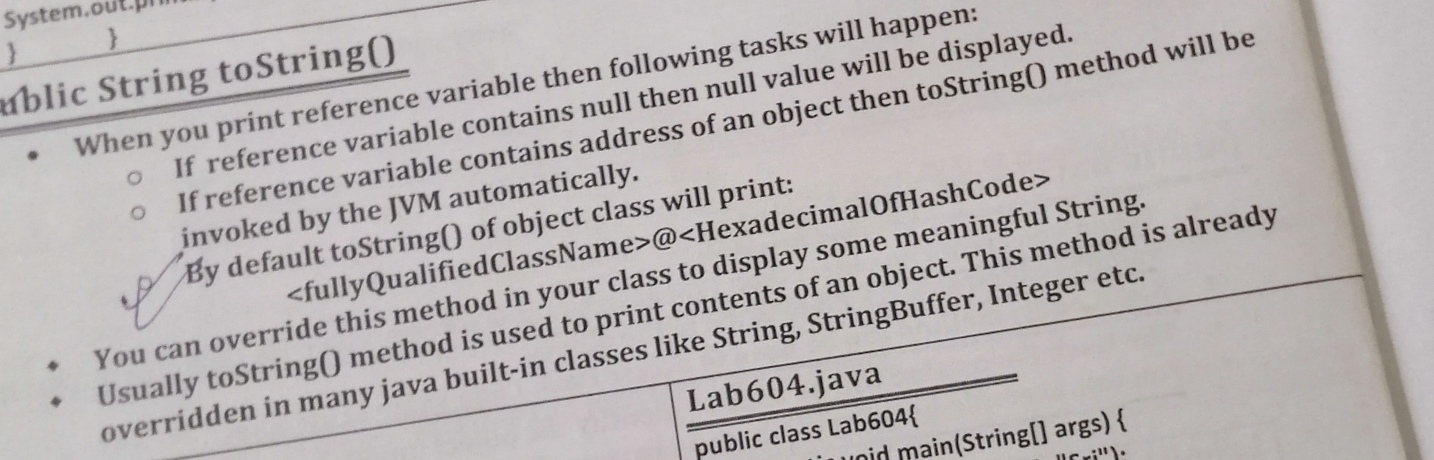 System.out.
}
}
public String toString()
• When you print reference variable then following tasks will happen:
o If reference variable contains null then null value will be displayed.
o If reference variable contains address of an object then toString() method will be
invoked by the JVM automatically.
By default toString() of object class will print:
<fullyQualifiedClassName>@<HexadecimalOfHashCode>
• You can override this method in your class to display some meaningful String.
• Usually toString() method is used to print contents of an object. This method is already
overridden in many java built-in classes like String, StringBuffer, Integer etc.
Lab604.java
public class Lab604{
void main(String[] args) {